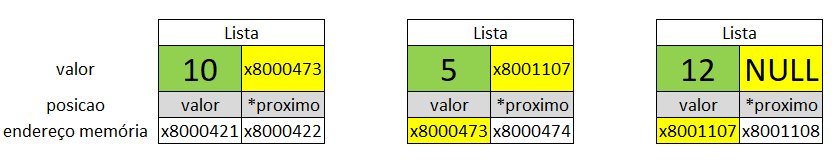 Lista Lista Lista
valor 10 x8000473 5 x8001107 12 NULL
posicao valor *proximo valor *proximo valor *proximo
endereço memória x8000421 x8000422 x8000473 x8000474 x8001107 x8001108